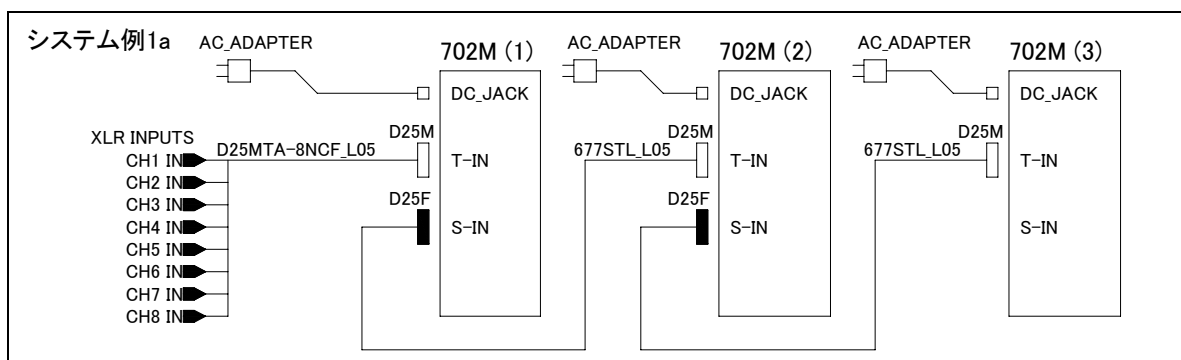 システム例1a
AC_ADAPTER
702M (1)
AC_ADAPTER
702M (2)
AC_ADAPTER
702M (3)
DC_JACK
DC_JACK
DC_JACK
XLR INPUTS
D25M
D25M
D25M
CH1 IN
D25MTA-8NCF_L05
T-IN
677STL_L05
T-IN
677STL_L05
T-IN
CH2 IN
CH3 IN
D25F
D25F
CH4 IN
S-IN
S-IN
S-IN
CH5 IN
CH6 IN
CH7 IN
CH8 IN